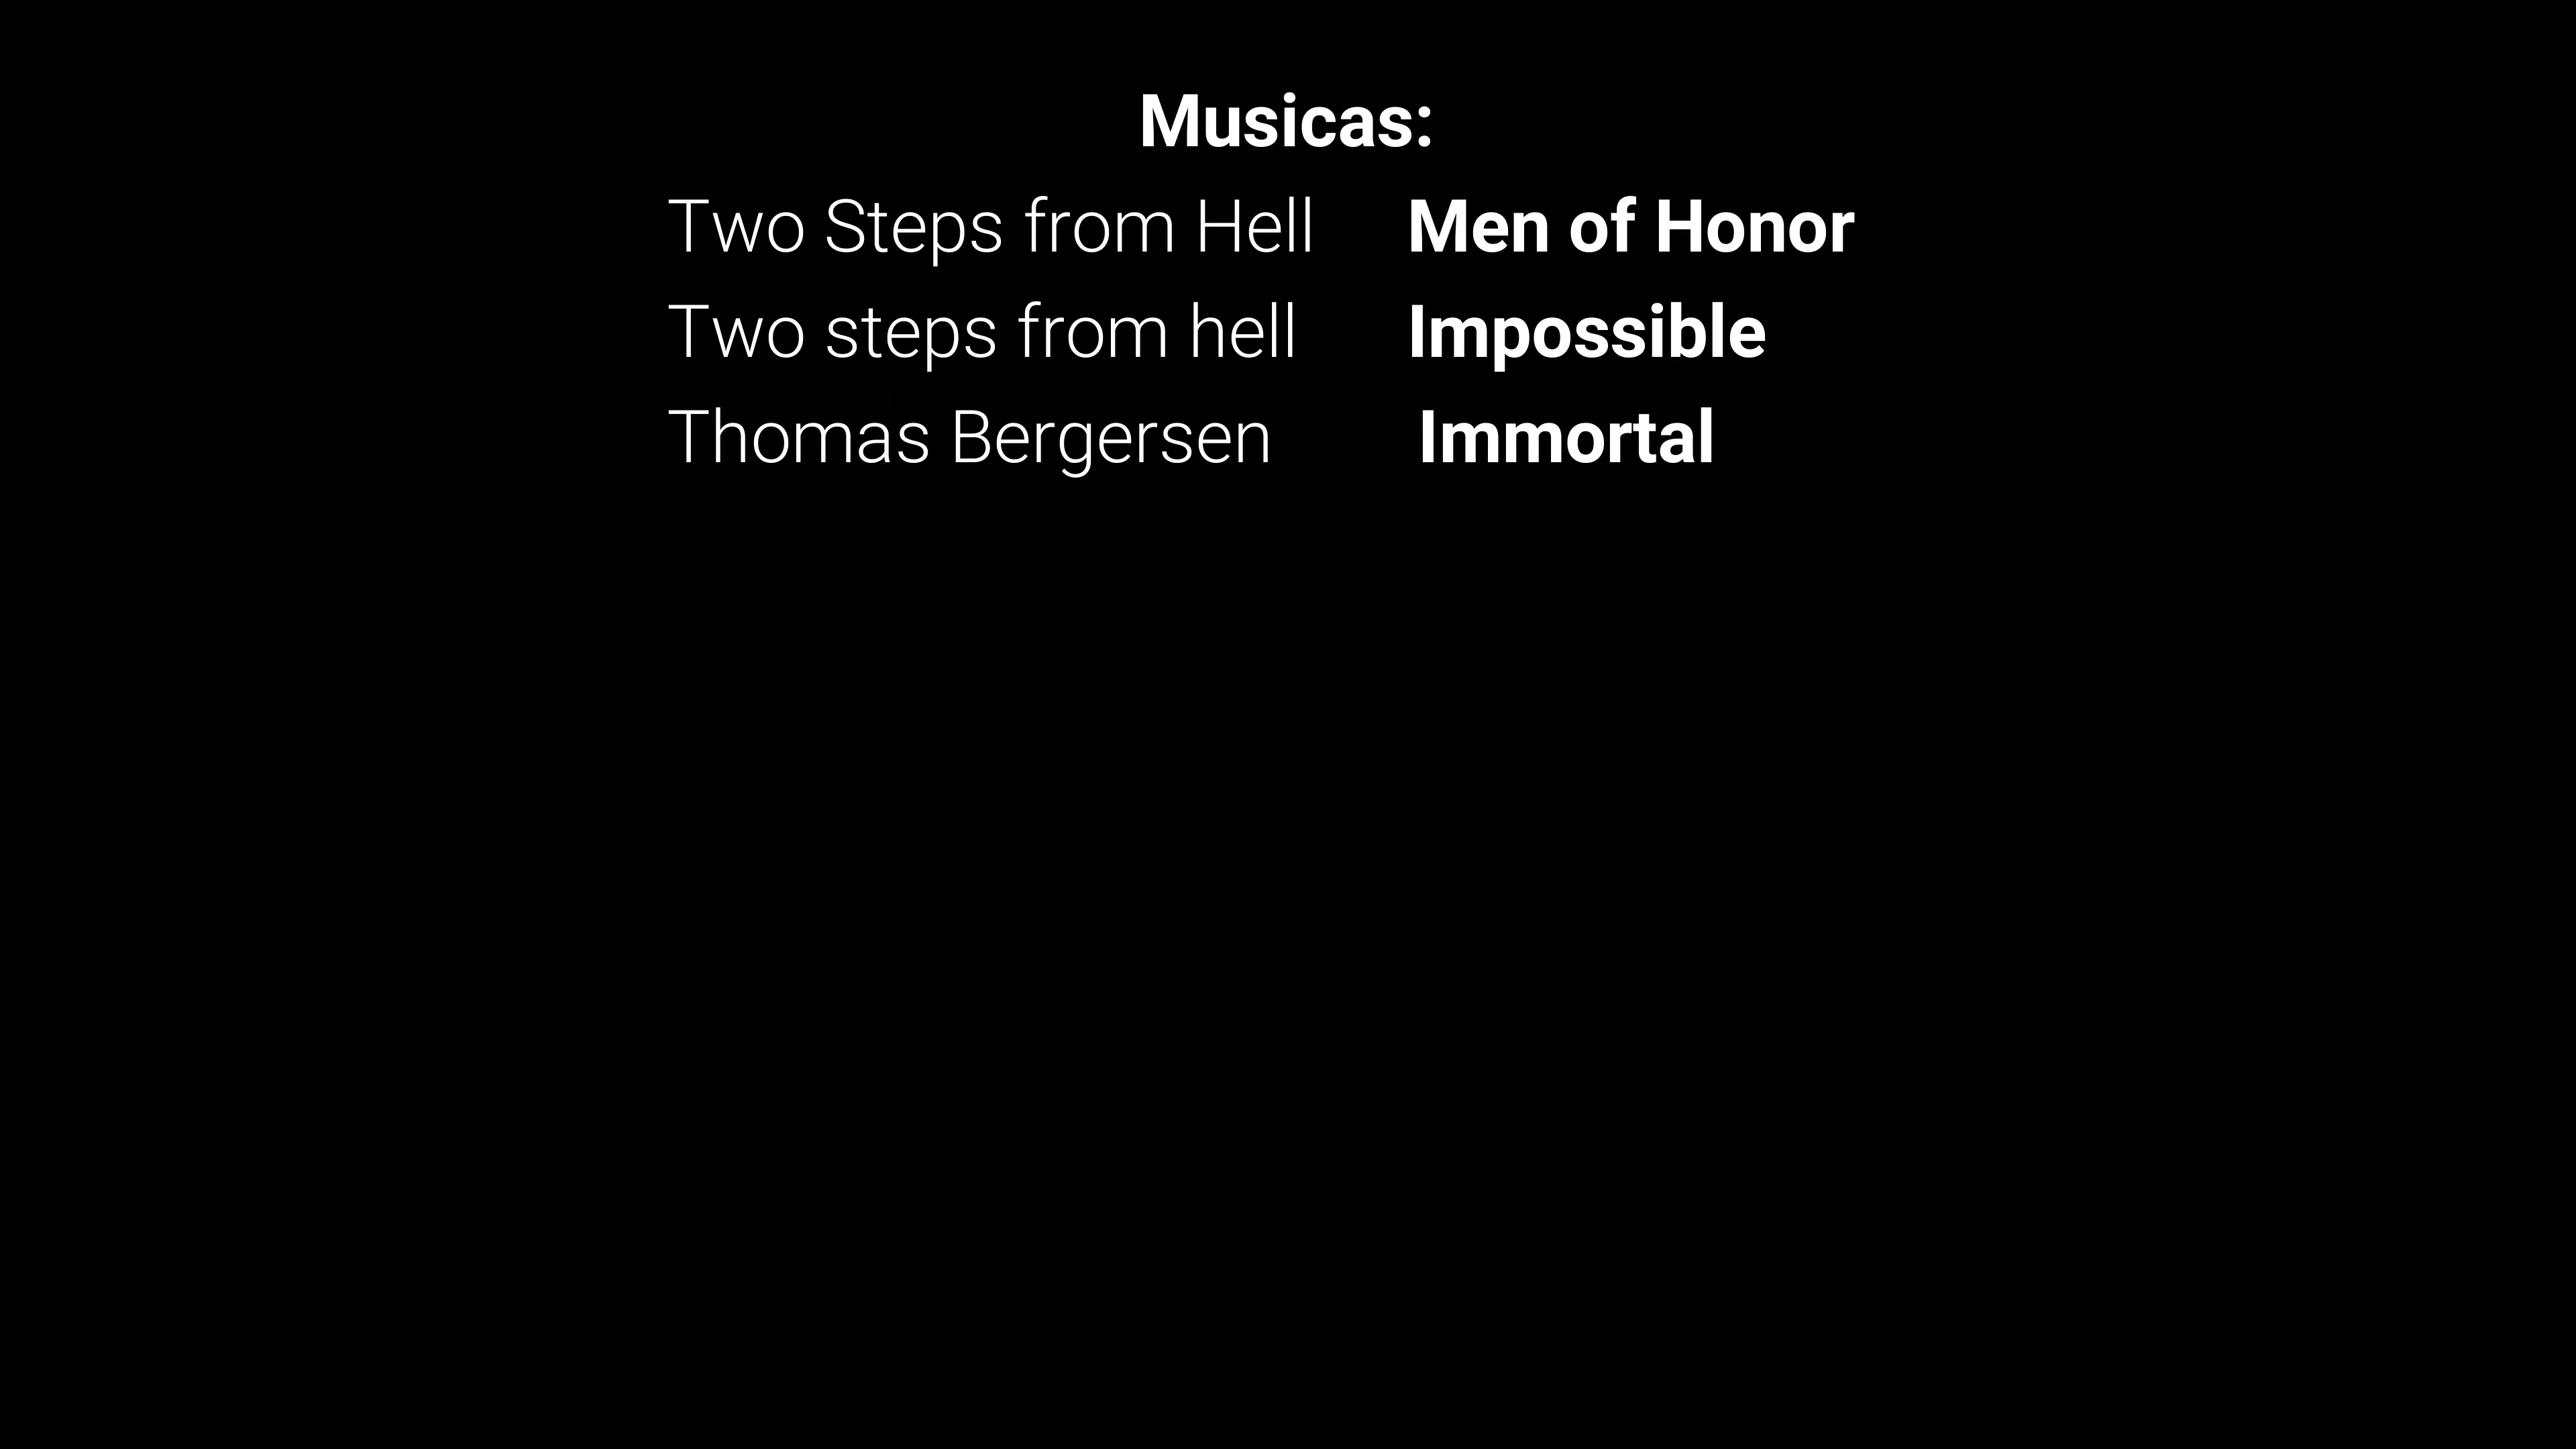 Musicas:
Two Steps from Hell Men of Honor
Two steps from hell Impossible
Thomas Bergersen Immortal